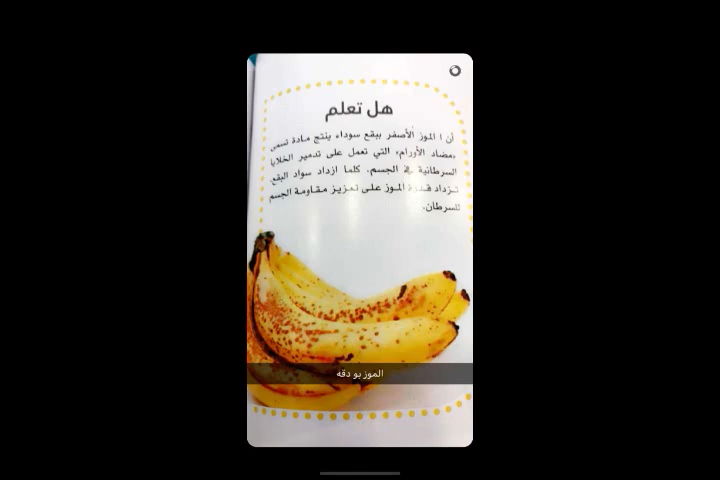 هل تعلم
أن ا الموز الأصفر ببقع سوداء ينتج مادة تسمى
«مضاد الأورام» التي تعمل على تدمير الخلايا
السرطانية في الجسم. كلما ازداد سواد البقع،
تزداد قدرة الموز على تعزيز مقاومة الجسم
للسرطان.
الموز بو دقه